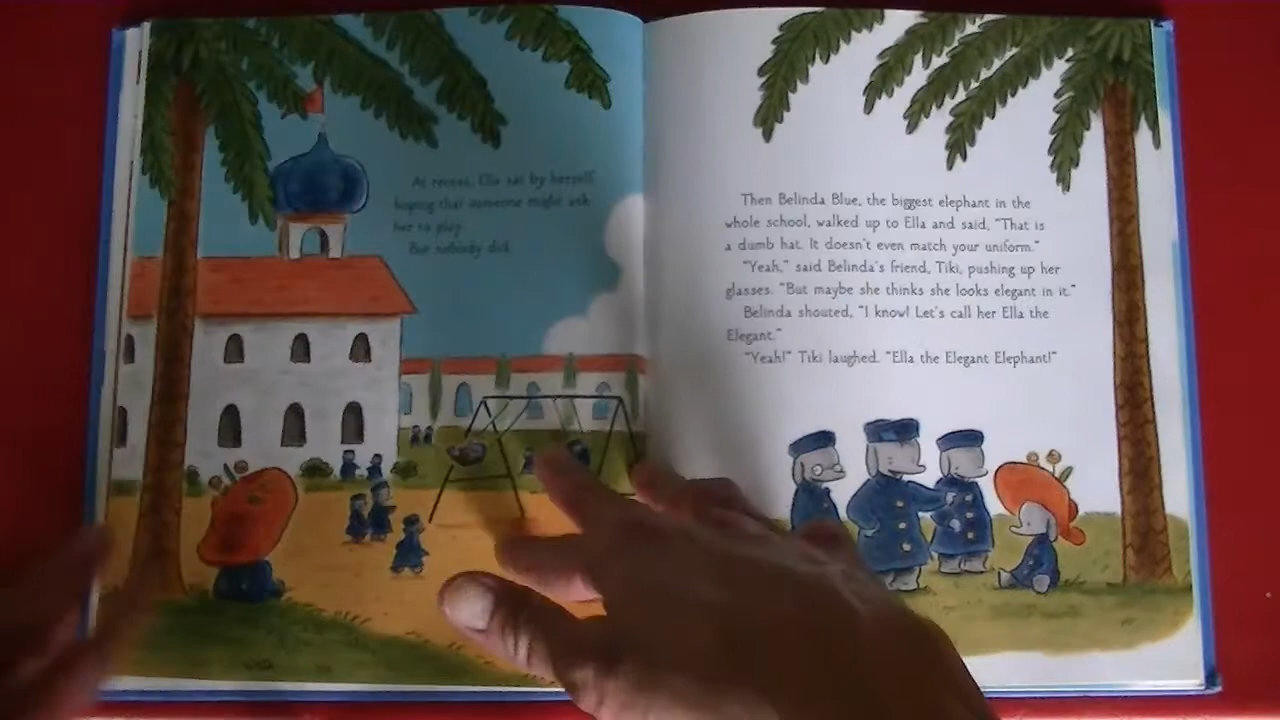 At recess, Ella sat by herself,
hoping that someone might ask
her to play.
But nobody did.
Then Belinda Blue, the biggest elephant in the
whole school, walked up to Ella and said, "That is
a dumb hat. It doesn't even match your uniform."
"Yeah," said Belinda's friend, Tiki, pushing up her
glasses. "But maybe she thinks she looks elegant in it."
Belinda shouted, "I know! Let's call her Ella the
Elegant."
"Yeah!" Tiki laughed. "Ella the Elegant Elephant!"